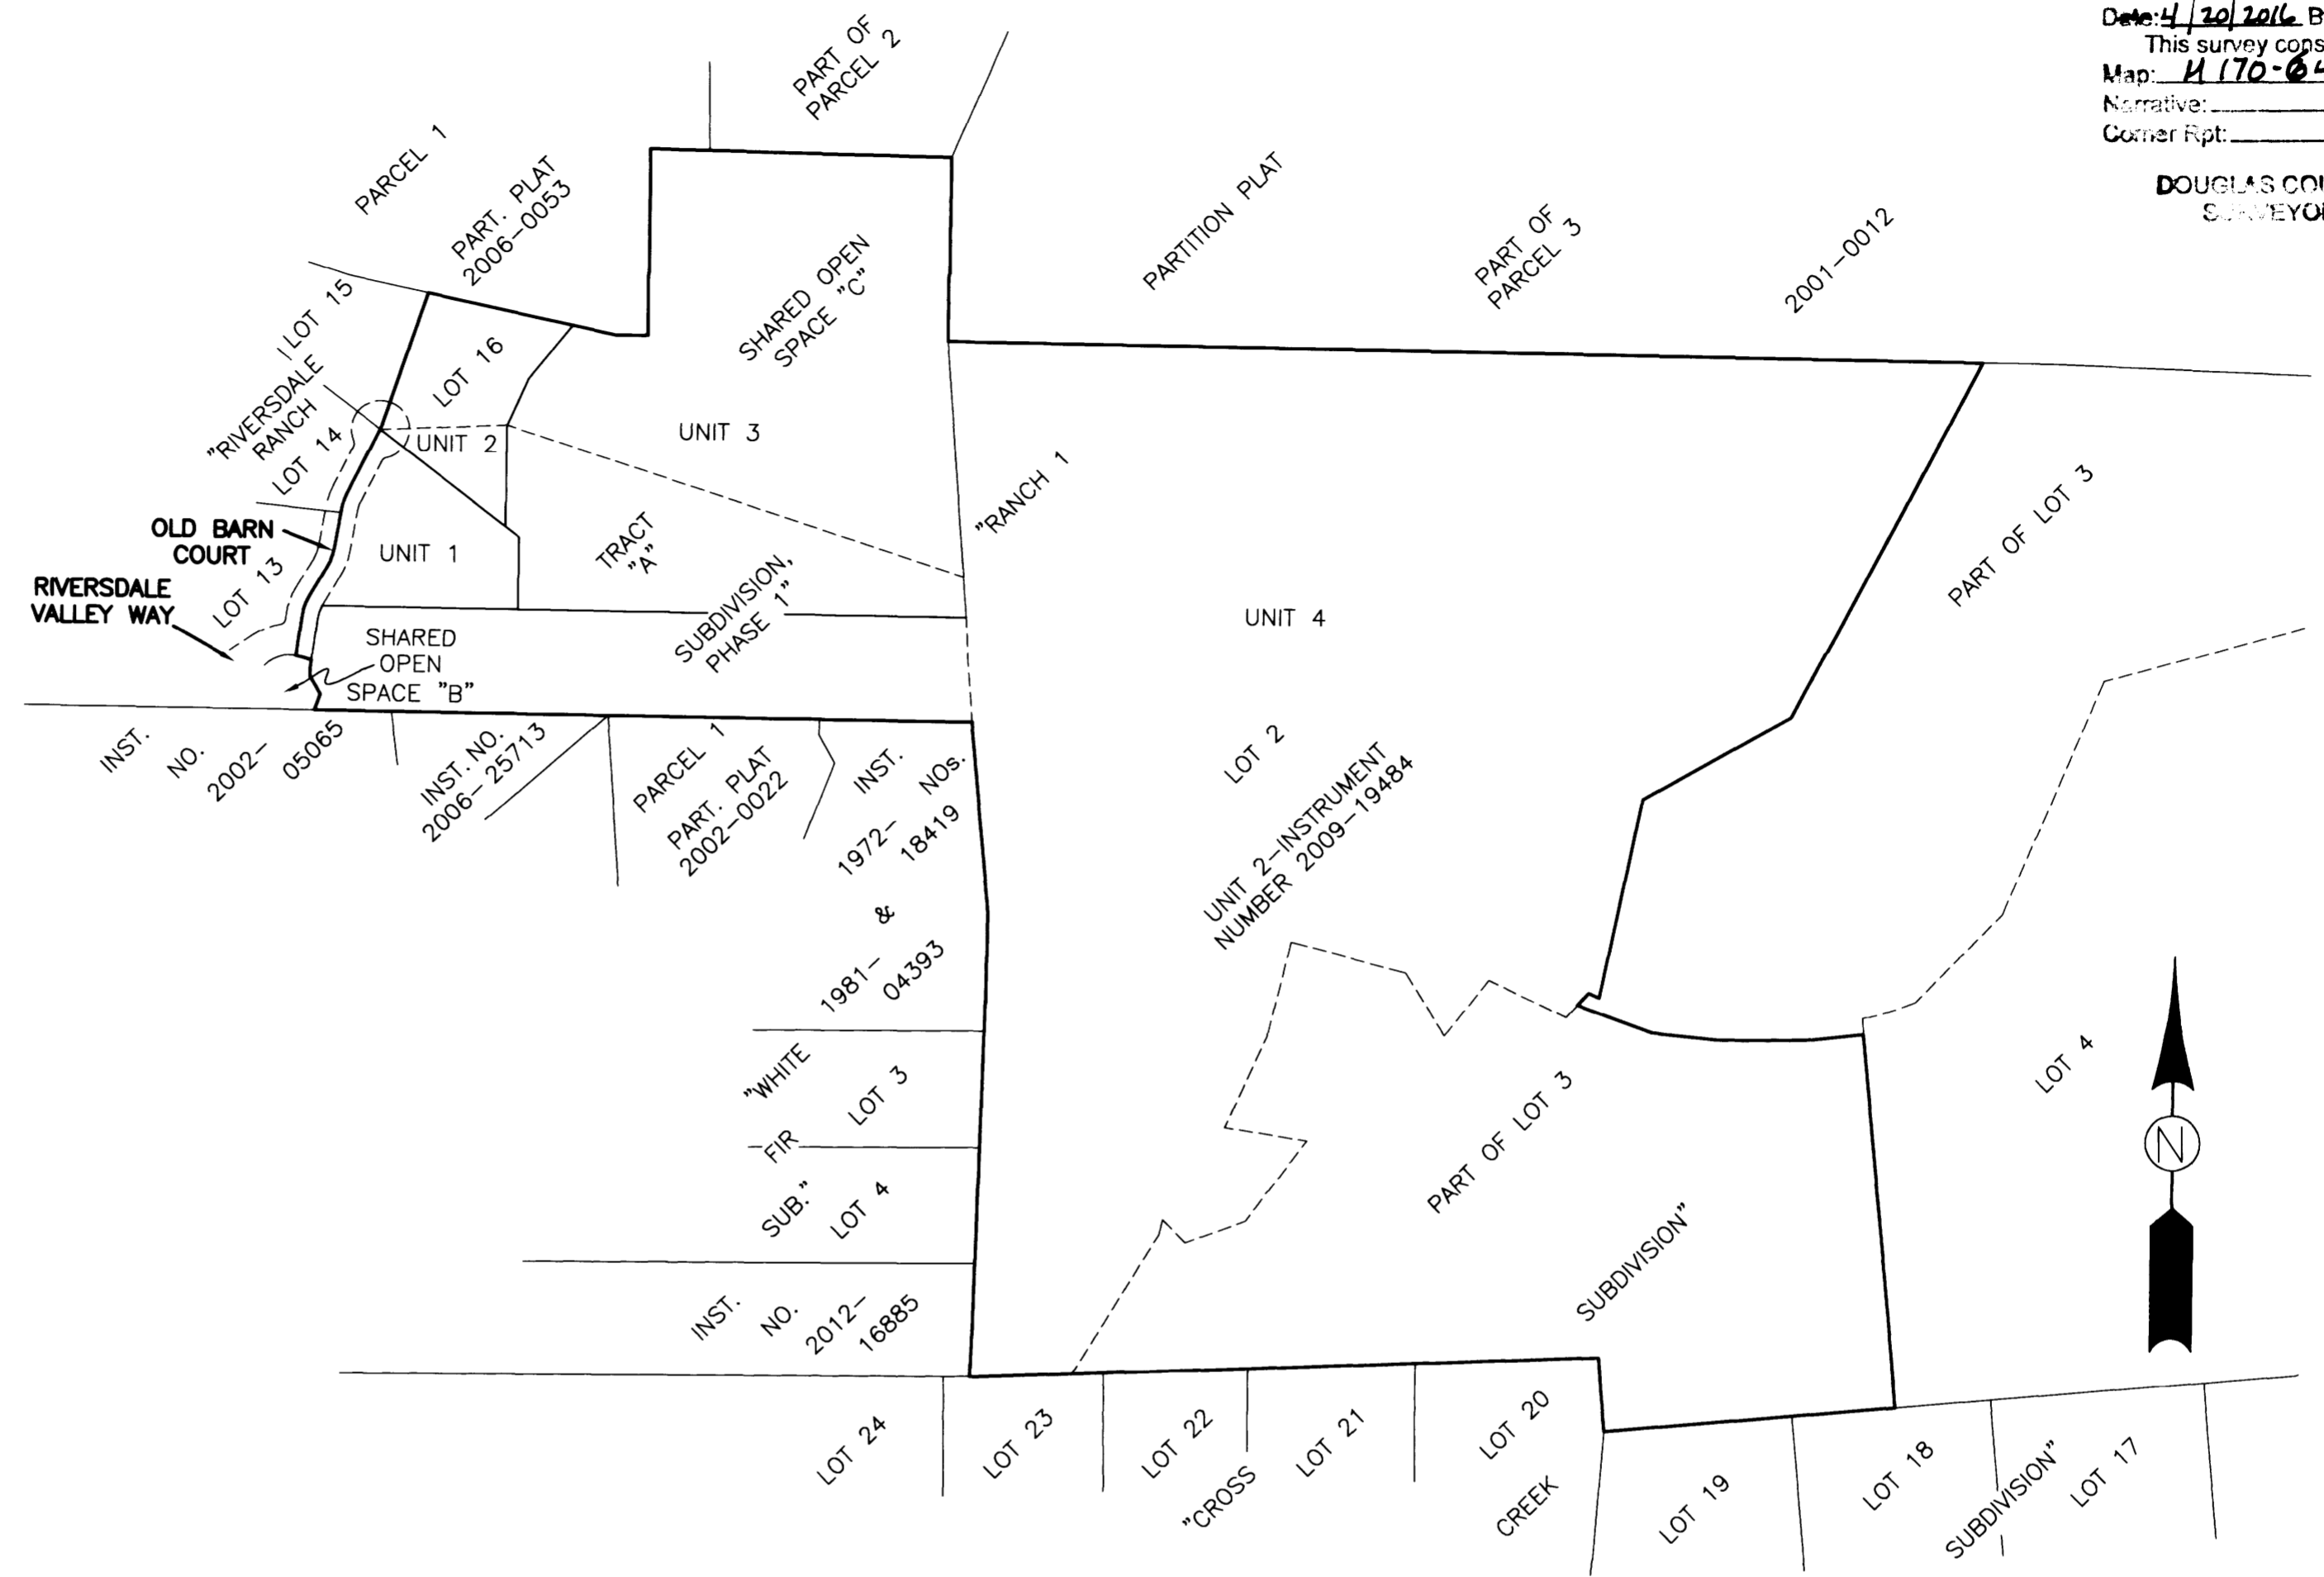 Date: 4/20/2016 B
This survey cons
Map: M 170-64
Narrative:
Corner Rpt:
DOUGLAS COU
SURVEYOR
PART OF
PARCEL 2
PARCEL 1
PART. PLAT
2006-0053
PARTITION PLAT
PART OF
PARCEL 3
2001-0012
SHARED OPEN
SPACE "C"
LOT 15
LOT 16
"RIVERSDALE
RANCH
LOT 14
UNIT 2
UNIT 3
"RANCH 1
PART OF LOT 3
OLD BARN
COURT
UNIT 1
TRACT
"A"
LOT 13
RIVERSDALE
VALLEY WAY
SUBDIVISION,
PHASE 1"
UNIT 4
SHARED
OPEN
SPACE "B"
INST.
NO.
2002-
05065
INST. NO.
2006-25713
PARCEL 1
PART. PLAT
2002-0022
INST.
NOs.
1972-
18419
&
1981-
04393
LOT 2
UNIT 2-INSTRUMENT
NUMBER 2009-19484
"WHITE
LOT 3
FIR
SUB."
LOT 4
PART OF LOT 3
LOT 4
N
SUBDIVISION"
INST.
NO.
2012-
16885
LOT 24
LOT 23
LOT 22
"CROSS
LOT 21
LOT 20
CREEK
LOT 19
LOT 18
SUBDIVISION"
LOT 17